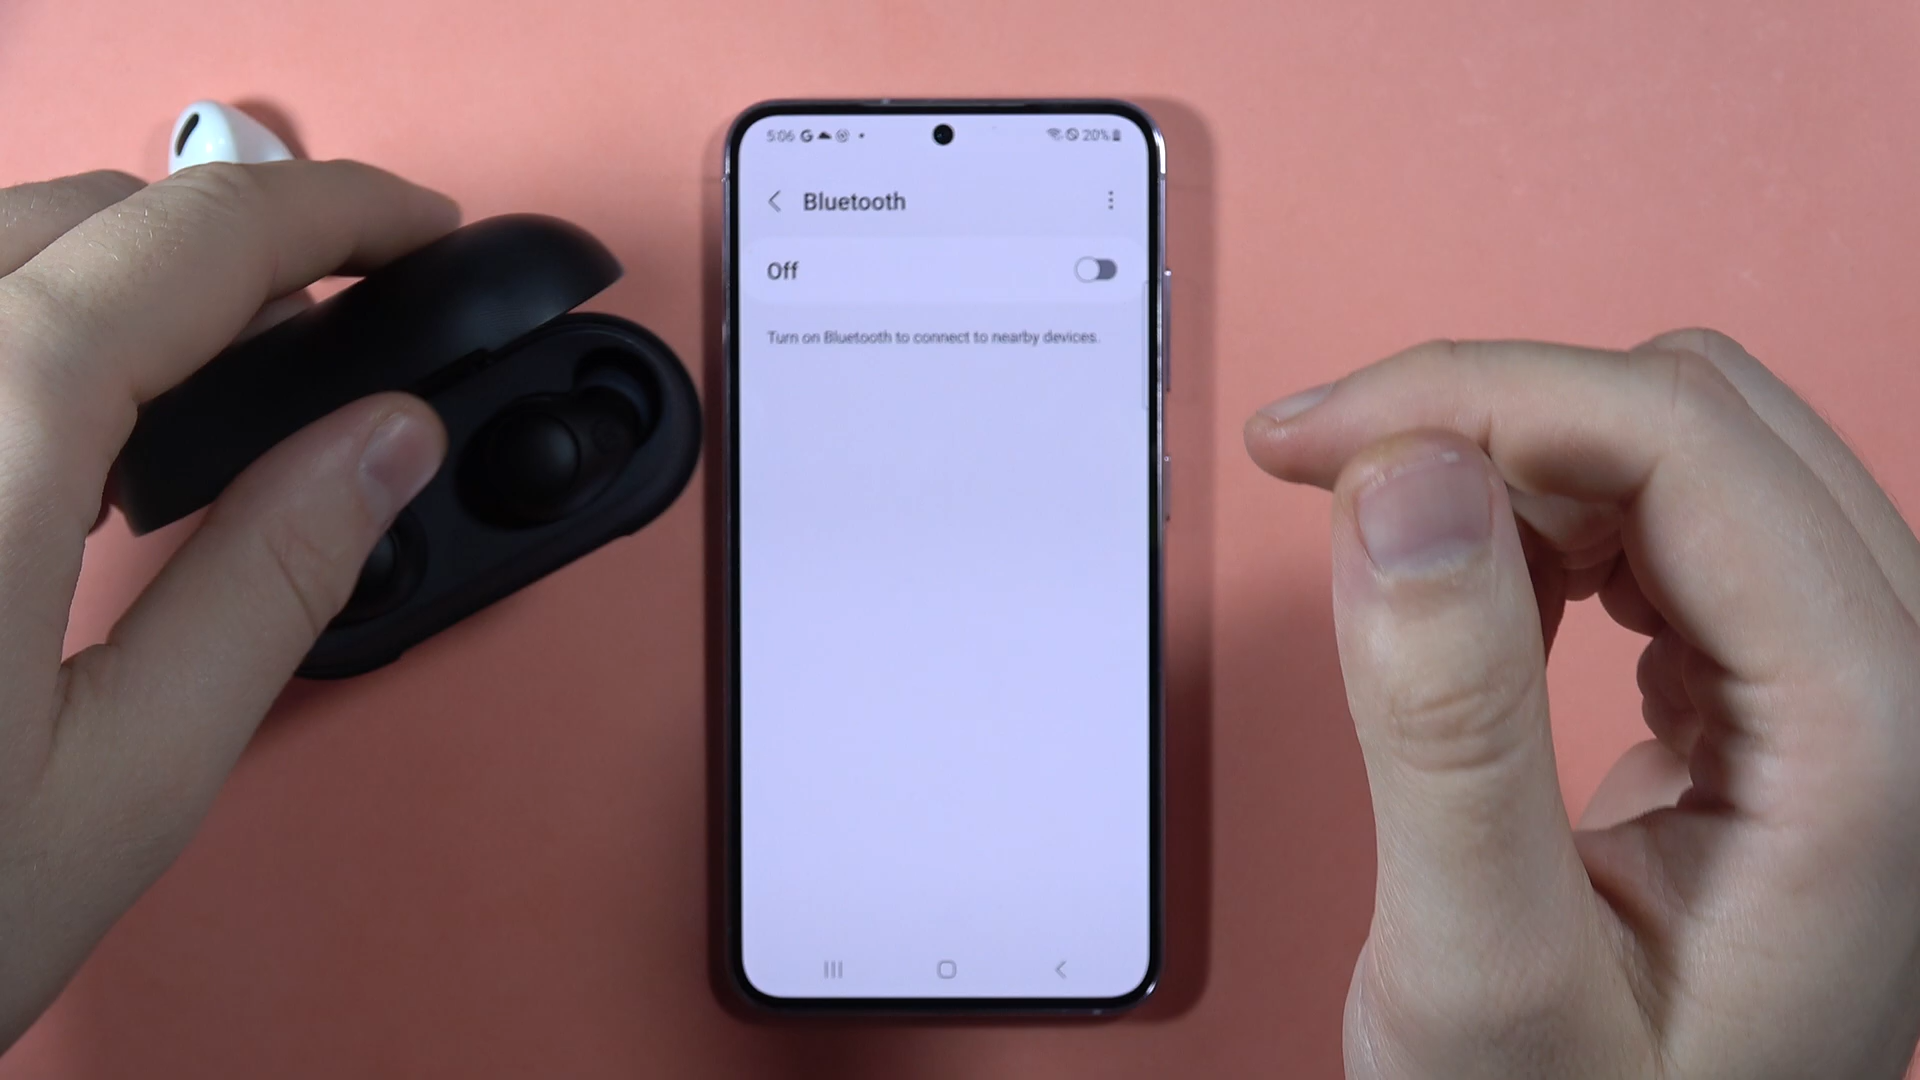 5:06 G 20%
Bluetooth
Off
Turn on Bluetooth to connect to nearby devices.